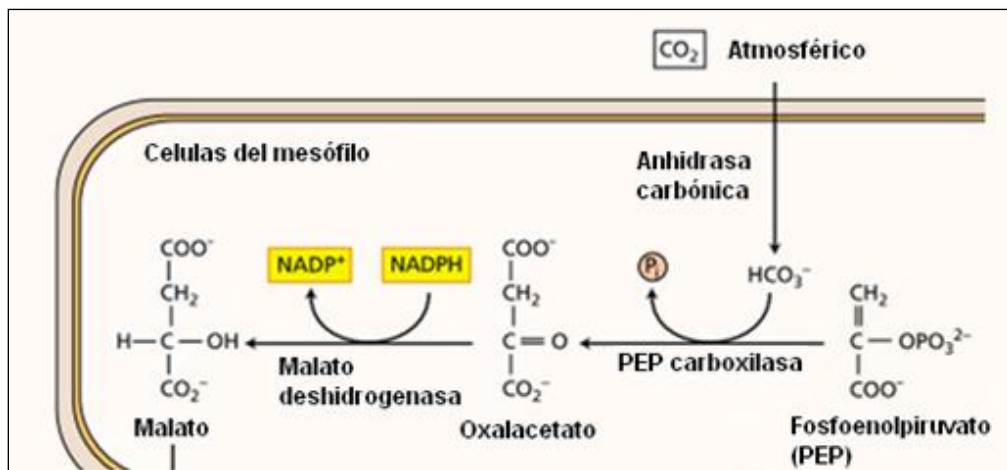 CO₂ Atmosférico
Celulas del mesófilo
Anhidrasa
carbónica
COO⁻
CH₂
H—C—OH
CO₂⁻
Malato
NADP⁺
NADPH
Malato
deshidrogenasa
COO⁻
CH₂
C=O
CO₂⁻
Oxalacetato
Pi
HCO₃⁻
PEP carboxilasa
CH₂
C—OPO₃²⁻
COO⁻
Fosfoenolpiruvato
(PEP)